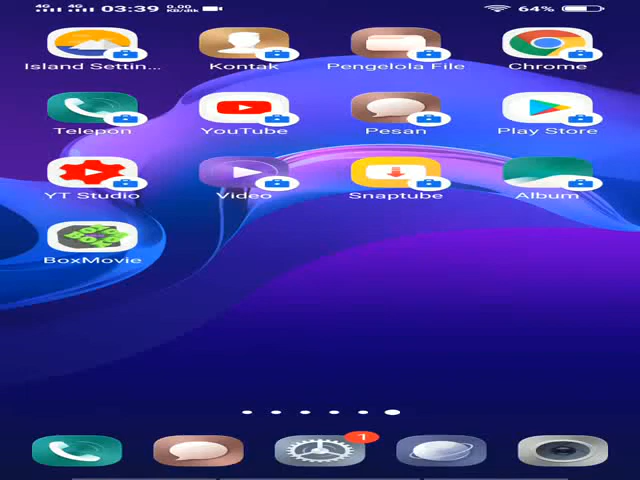 4G 4G 03:39 0.00 KB/dtk 64%
Island Settin... Kontak Pengelola File Chrome
Telepon YouTube Pesan Play Store
YT Studio Video Snaptube Album
BoxMovie
1